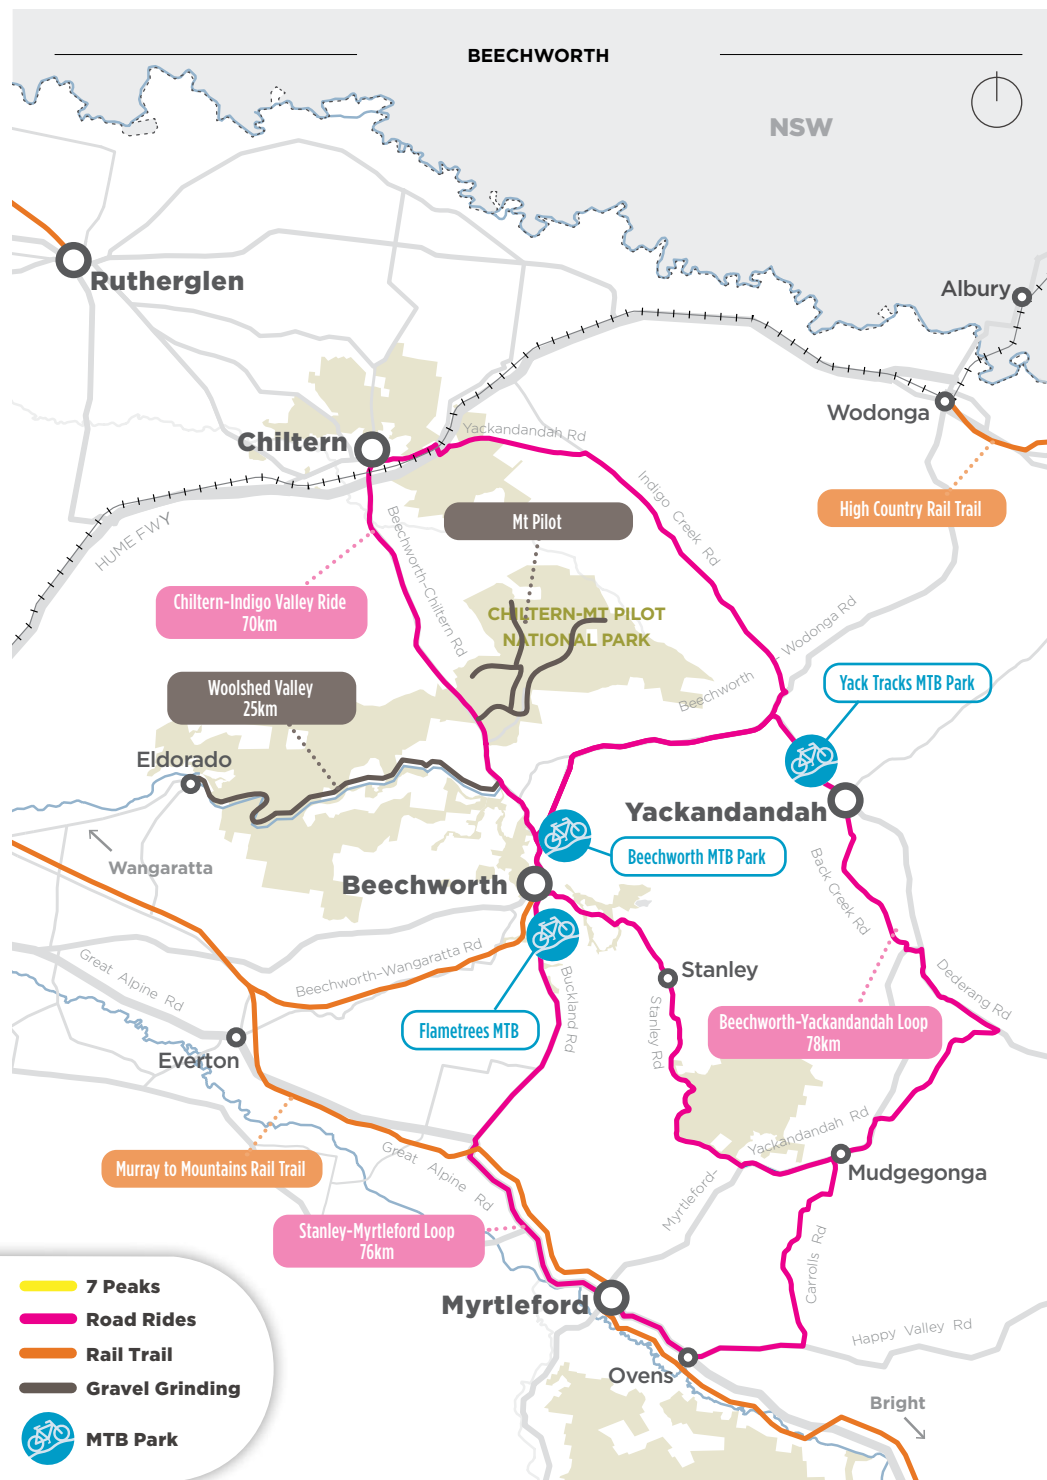 BEECHWORTH
NSW
Albury
Rutherglen
Wodonga
Chiltern
Yackandandah Rd
High Country Rail Trail
Indigo Creek Rd
Mt Pilot
HUME FWY
Beechworth-Chiltern Rd
Chiltern-Indigo Valley Ride
70km
CHILTERN-MT PILOT
NATIONAL PARK
Beechworth - Wodonga Rd
Yack Tracks MTB Park
Woolshed Valley
25km
Eldorado
Yackandandah
Wangaratta
Beechworth MTB Park
Back Creek Rd
Beechworth
Beechworth-Wangaratta Rd
Great Alpine Rd
Stanley
Dederang Rd
Buckland Rd
Stanley Rd
Flametrees MTB
Beechworth-Yackandandah Loop
78km
Everton
Murray to Mountains Rail Trail
Great Alpine Rd
Myrtleford-
Yackandandah Rd
Mudgegonga
Stanley-Myrtleford Loop
76km
Carrolls Rd
Myrtleford
Happy Valley Rd
Ovens
Bright
7 Peaks
Road Rides
Rail Trail
Gravel Grinding
MTB Park